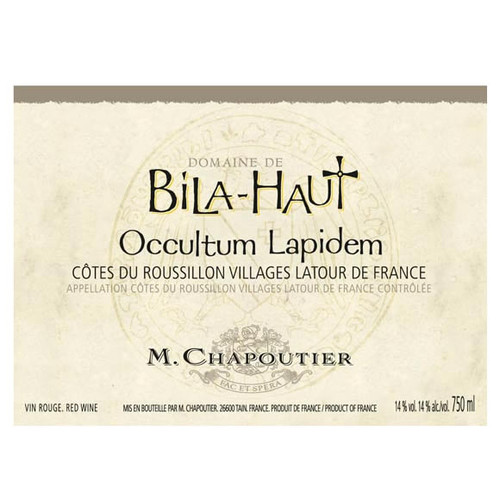 DOMAINE DE
BiLA-HAUT
Occultum Lapidem
CÔTES DU ROUSSILLON VILLAGES LATOUR DE FRANCE
APPELLATION CÔTES DU ROUSSILLON VILLAGES LATOUR DE FRANCE CONTRÔLÉE
M. CHAPOUTIER
FAC ET SPERA
VIN ROUGE. RED WINE MIS EN BOUTEILLE PAR M. CHAPOUTIER. 26600 TAIN. FRANCE. PRODUIT DE FRANCE / PRODUCT OF FRANCE 14 % vol. 14 % alc./vol. 750 ml